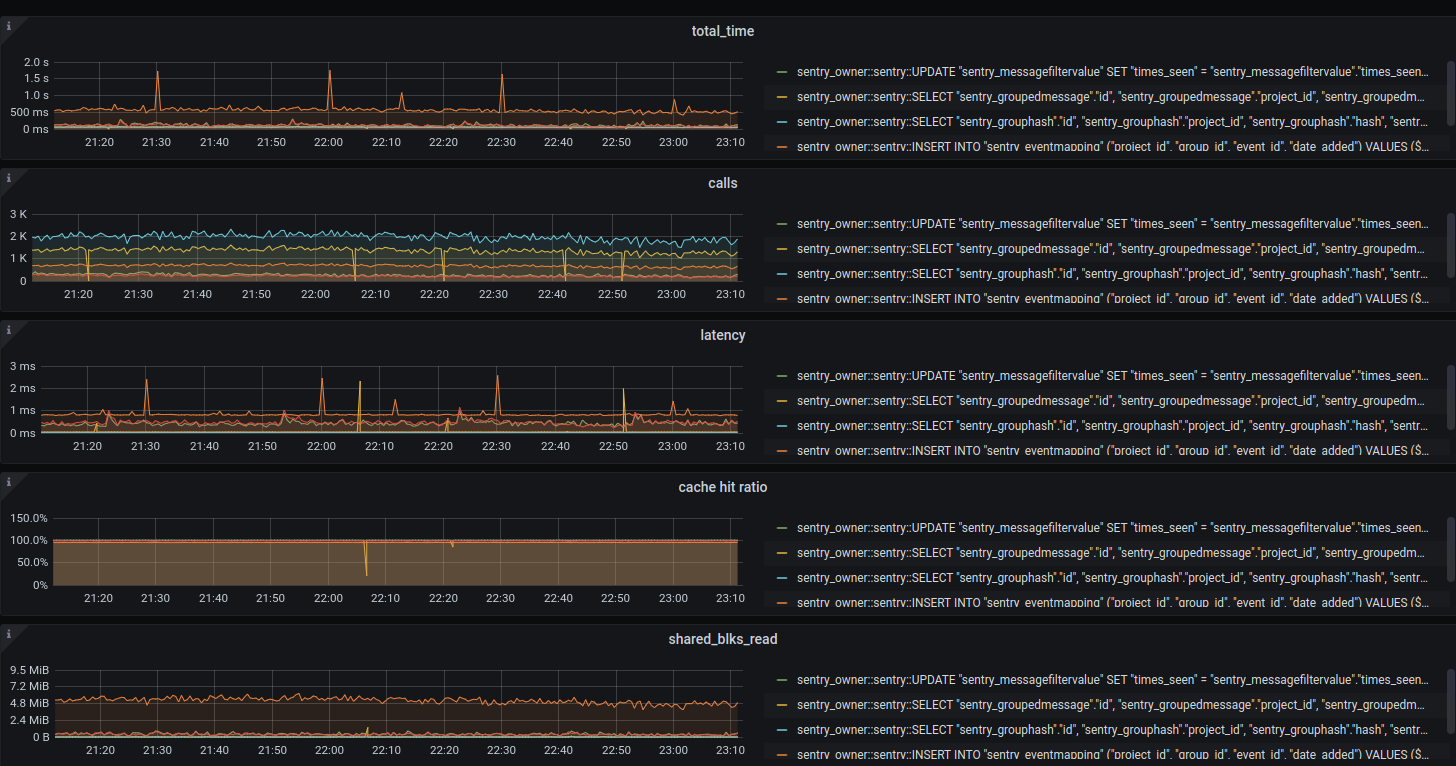 total_time
2.0 s
1.5 s
1.0 s
500 ms
0 ms
21:20 21:30 21:40 21:50 22:00 22:10 22:20 22:30 22:40 22:50 23:00 23:10
sentry_owner::sentry::UPDATE "sentry_messagefiltervalue" SET "times_seen" = "sentry_messagefiltervalue"."times_seen...
sentry_owner::sentry::SELECT "sentry_groupedmessage"."id", "sentry_groupedmessage"."project_id", "sentry_groupedm...
sentry_owner::sentry::SELECT "sentry_grouphash"."id", "sentry_grouphash"."project_id", "sentry_grouphash"."hash", "sentr...
sentry_owner::sentry::INSERT INTO "sentry_eventmapping" ("project_id", "group_id", "event_id", "date_added") VALUES ($...
calls
3 K
2 K
1 K
0
21:20 21:30 21:40 21:50 22:00 22:10 22:20 22:30 22:40 22:50 23:00 23:10
sentry_owner::sentry::UPDATE "sentry_messagefiltervalue" SET "times_seen" = "sentry_messagefiltervalue"."times_seen...
sentry_owner::sentry::SELECT "sentry_groupedmessage"."id", "sentry_groupedmessage"."project_id", "sentry_groupedm...
sentry_owner::sentry::SELECT "sentry_grouphash"."id", "sentry_grouphash"."project_id", "sentry_grouphash"."hash", "sentr...
sentry_owner::sentry::INSERT INTO "sentry_eventmapping" ("project_id", "group_id", "event_id", "date_added") VALUES ($...
latency
3 ms
2 ms
1 ms
0 ms
21:20 21:30 21:40 21:50 22:00 22:10 22:20 22:30 22:40 22:50 23:00 23:10
sentry_owner::sentry::UPDATE "sentry_messagefiltervalue" SET "times_seen" = "sentry_messagefiltervalue"."times_seen...
sentry_owner::sentry::SELECT "sentry_groupedmessage"."id", "sentry_groupedmessage"."project_id", "sentry_groupedm...
sentry_owner::sentry::SELECT "sentry_grouphash"."id", "sentry_grouphash"."project_id", "sentry_grouphash"."hash", "sentr...
sentry_owner::sentry::INSERT INTO "sentry_eventmapping" ("project_id", "group_id", "event_id", "date_added") VALUES ($...
cache hit ratio
150.0%
100.0%
50.0%
0%
21:20 21:30 21:40 21:50 22:00 22:10 22:20 22:30 22:40 22:50 23:00 23:10
sentry_owner::sentry::UPDATE "sentry_messagefiltervalue" SET "times_seen" = "sentry_messagefiltervalue"."times_seen...
sentry_owner::sentry::SELECT "sentry_groupedmessage"."id", "sentry_groupedmessage"."project_id", "sentry_groupedm...
sentry_owner::sentry::SELECT "sentry_grouphash"."id", "sentry_grouphash"."project_id", "sentry_grouphash"."hash", "sentr...
sentry_owner::sentry::INSERT INTO "sentry_eventmapping" ("project_id", "group_id", "event_id", "date_added") VALUES ($...
shared_blks_read
9.5 MiB
7.2 MiB
4.8 MiB
2.4 MiB
0 B
21:20 21:30 21:40 21:50 22:00 22:10 22:20 22:30 22:40 22:50 23:00 23:10
sentry_owner::sentry::UPDATE "sentry_messagefiltervalue" SET "times_seen" = "sentry_messagefiltervalue"."times_seen...
sentry_owner::sentry::SELECT "sentry_groupedmessage"."id", "sentry_groupedmessage"."project_id", "sentry_groupedm...
sentry_owner::sentry::SELECT "sentry_grouphash"."id", "sentry_grouphash"."project_id", "sentry_grouphash"."hash", "sentr...
sentry_owner::sentry::INSERT INTO "sentry_eventmapping" ("project_id", "group_id", "event_id", "date_added") VALUES ($...